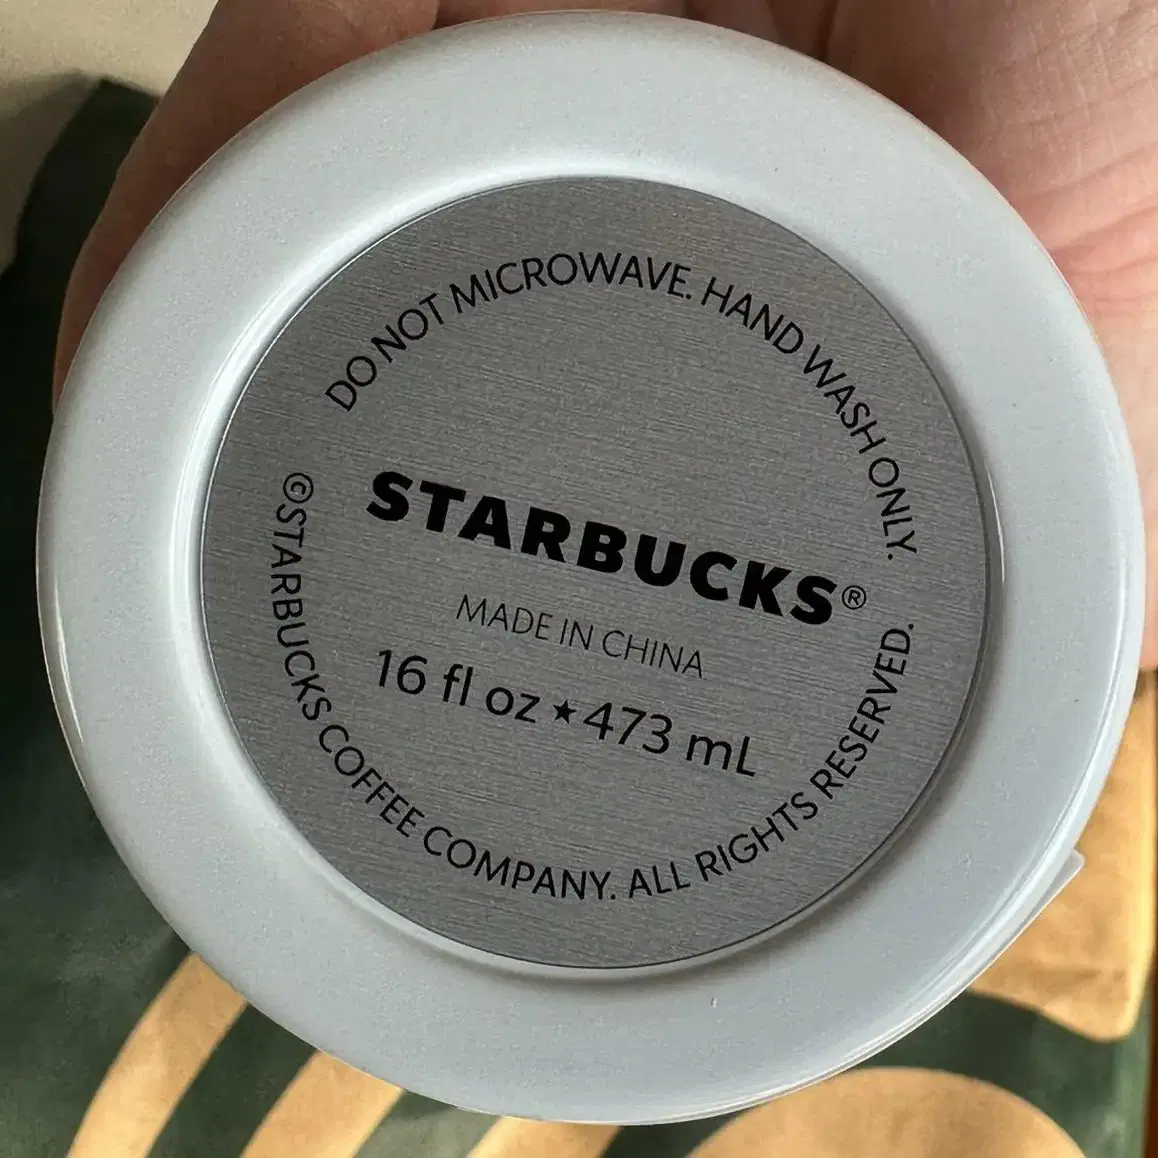 DO NOT MICROWAVE. HAND WASH ONLY.
STARBUCKS®
MADE IN CHINA
16 fl oz ★ 473 mL
©STARBUCKS COFFEE COMPANY. ALL RIGHTS RESERVED.